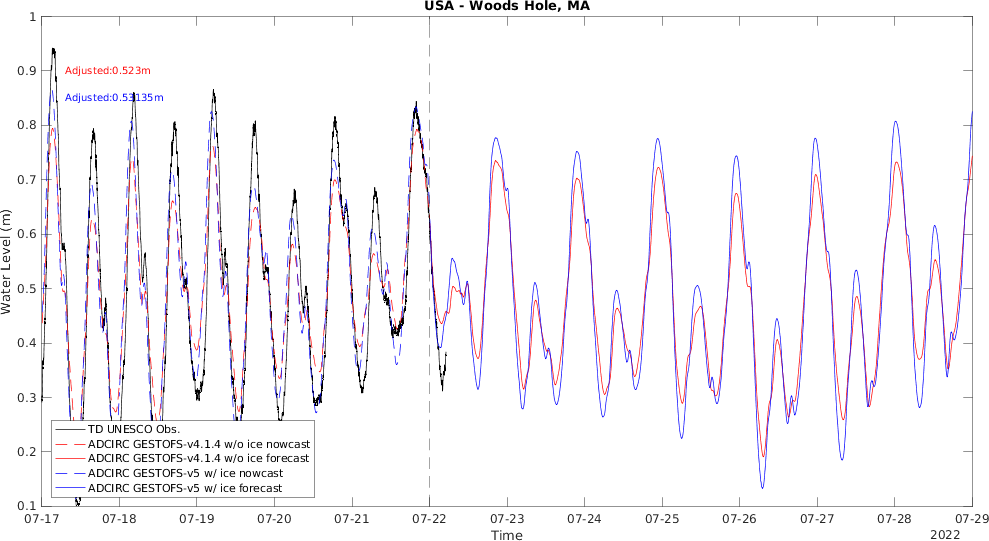 USA - Woods Hole, MA
1
0.9
0.8
0.7
0.6
0.5
0.4
0.3
0.2
0.1
Water Level (m)
Adjusted:0.523m
Adjusted:0.53135m
TD UNESCO Obs.
ADCIRC GESTOFS-v4.1.4 w/o ice nowcast
ADCIRC GESTOFS-v4.1.4 w/o ice forecast
ADCIRC GESTOFS-v5 w/ ice nowcast
ADCIRC GESTOFS-v5 w/ ice forecast
07-17 07-18 07-19 07-20 07-21 07-22 07-23 07-24 07-25 07-26 07-27 07-28 07-29
Time
2022